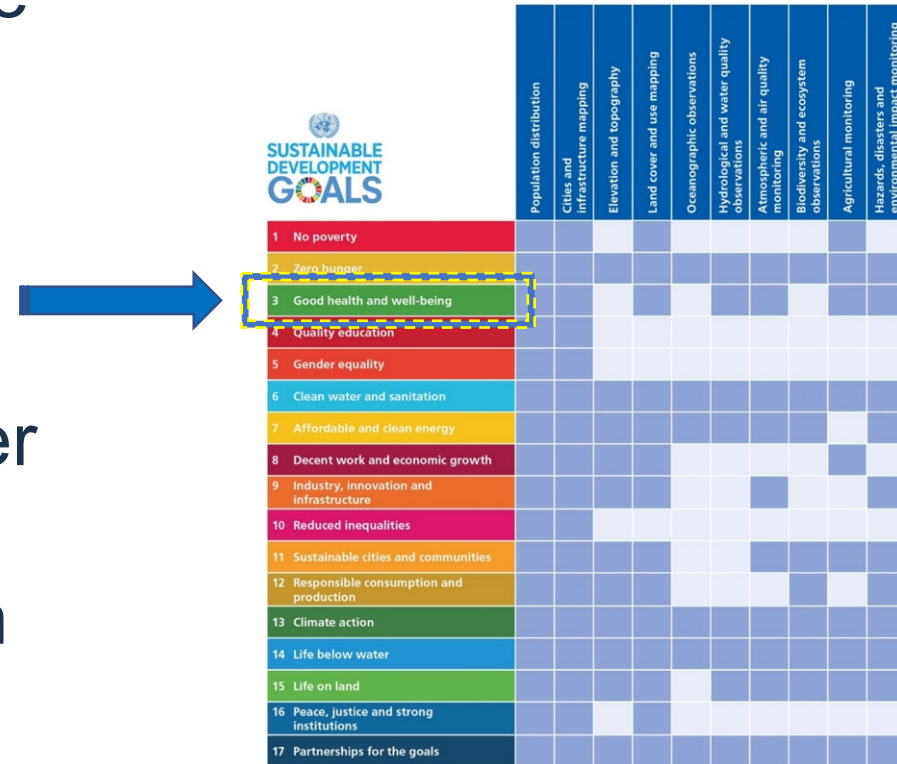 SUSTAINABLE
DEVELOPMENT
GOALS
Population distribution
Cities and
infrastructure mapping
Elevation and topography
Land cover and use mapping
Oceanographic observations
Hydrological and water quality
observations
Atmospheric and air quality
monitoring
Biodiversity and ecosystem
observations
Agricultural monitoring
Hazards, disasters and
environmental impact monitoring
1 No poverty
2 Zero hunger
3 Good health and well-being
4 Quality education
5 Gender equality
er
6 Clean water and sanitation
7 Affordable and clean energy
8 Decent work and economic growth
9 Industry, innovation and
infrastructure
10 Reduced inequalities
11 Sustainable cities and communities
12 Responsible consumption and
production
13 Climate action
14 Life below water
15 Life on land
16 Peace, justice and strong
institutions
17 Partnerships for the goals